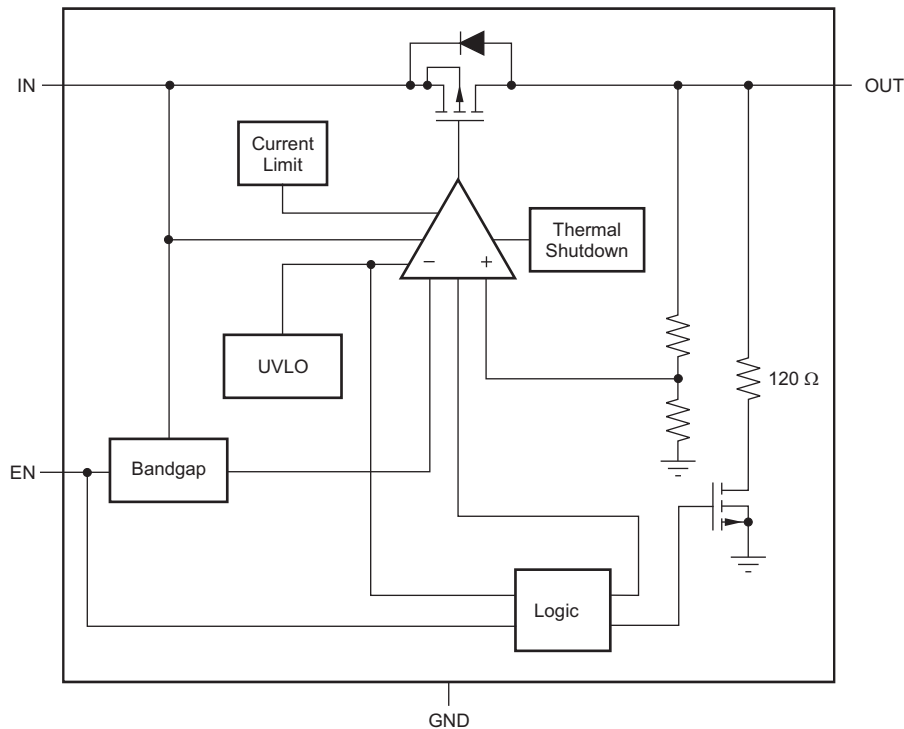 IN
OUT
Current
Limit
Thermal
Shutdown
−
+
UVLO
120 Ω
EN
Bandgap
Logic
GND